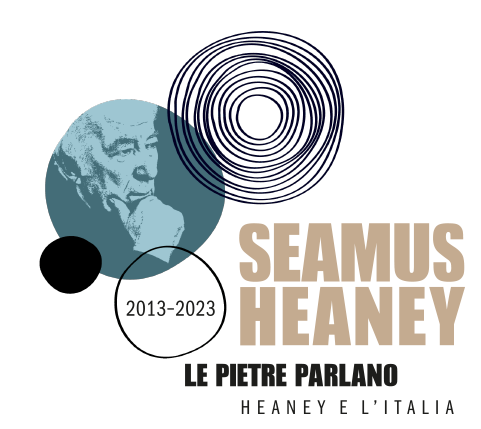 2013–2023
SEAMUS
HEANEY
LE PIETRE PARLANO
HEANEY E L'ITALIA